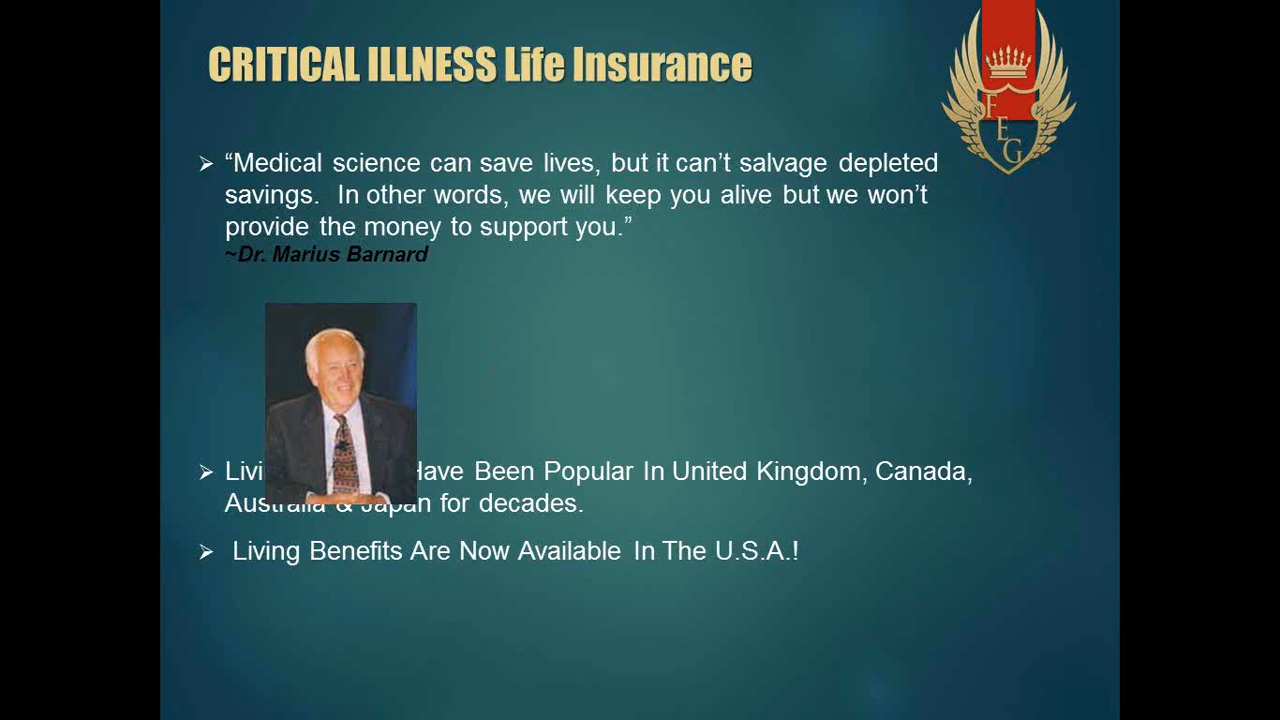 CRITICAL ILLNESS Life Insurance
F
E
G
➢ “Medical science can save lives, but it can’t salvage depleted
savings. In other words, we will keep you alive but we won’t
provide the money to support you.”
~Dr. Marius Barnard
➢ Have Been Popular In United Kingdom, Canada,
Australia & Japan for decades.
➢ Living Benefits Are Now Available In The U.S.A.!